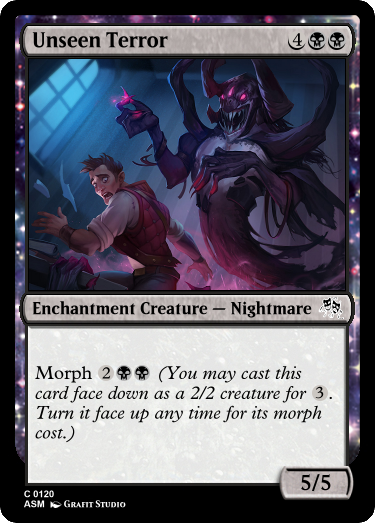 Unseen Terror 4
Enchantment Creature — Nightmare
Morph 2 (You may cast this
card face down as a 2/2 creature for 3.
Turn it face up any time for its morph
cost.)
5/5
C 0120
ASM Grafit Studio